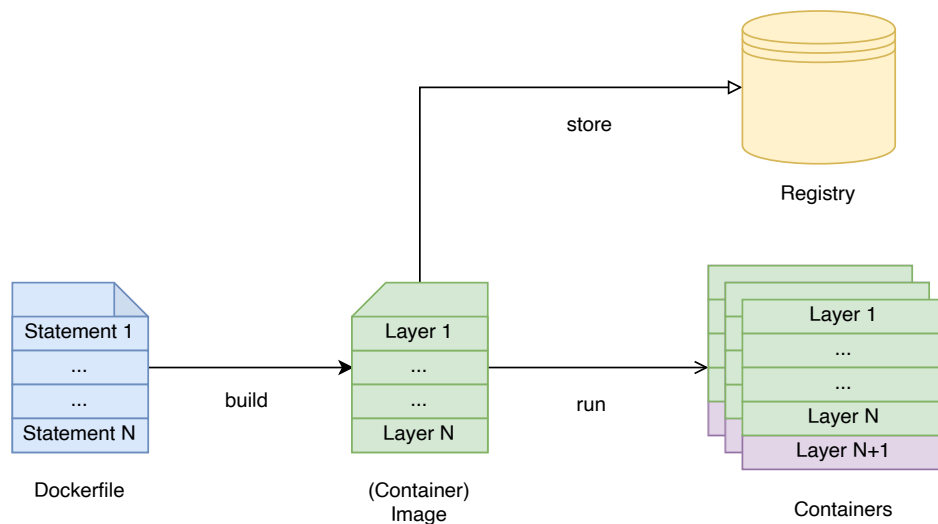 store
Registry
Statement 1
...
...
Statement N
Dockerfile
build
Layer 1
...
...
Layer N
(Container)
Image
run
Layer 1
...
...
Layer N
Layer N+1
Containers